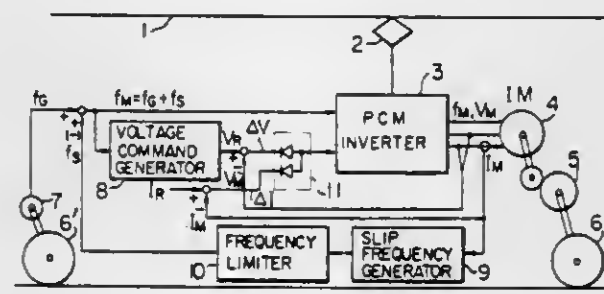 1
2
3
fG
fM=fG+fS
fM,VM
IM
4
+
+
+
-
fS
VOLTAGE
COMMAND
GENERATOR
VR
ΔV
PCM
INVERTER
IM
5
7
8
IR
+
-
VM
ΔI
11
6'
IM
+
-
FREQUENCY
LIMITER
SLIP
FREQUENCY
GENERATOR
6
10
9